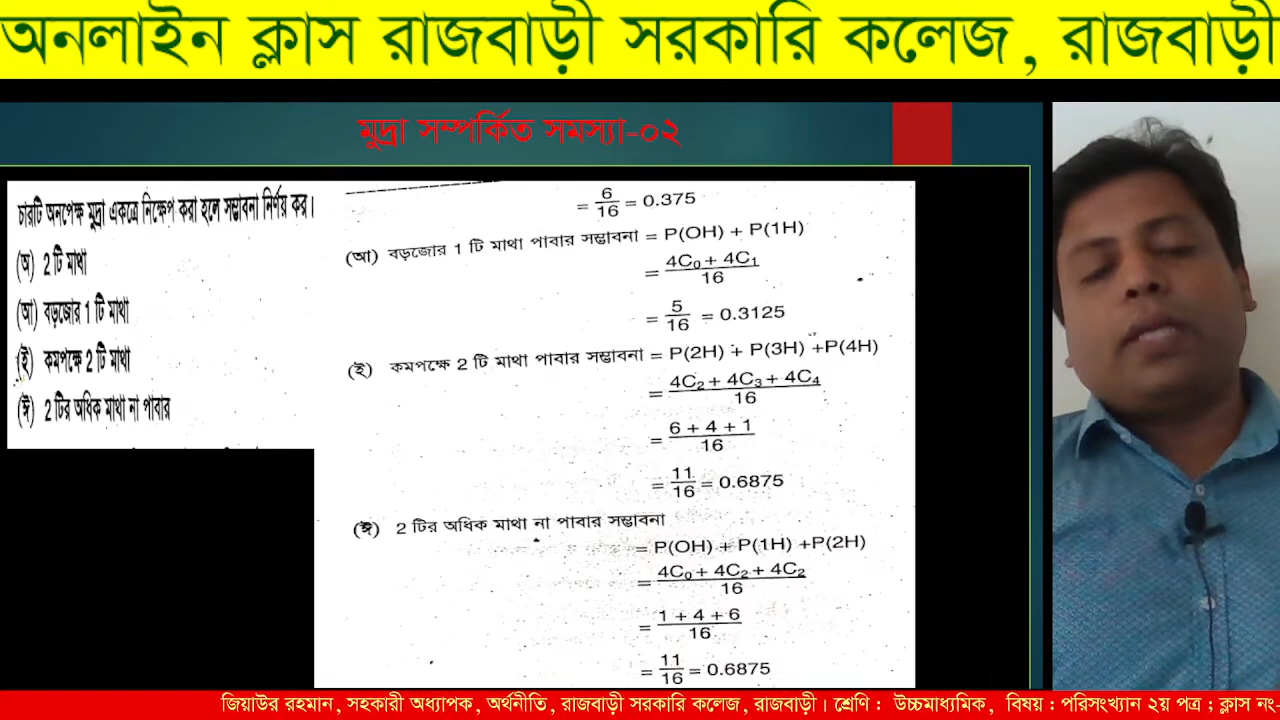 অনলাইন ক্লাস রাজবাড়ী সরকারি কলেজ, রাজবাড়ী
মুদ্রা সম্পর্কিত সমস্যা-০২
চারটি অনপেক্ষ মুদ্রা একত্রে নিক্ষেপ করা হলে সম্ভাবনা নির্ণয় কর।
(অ) 2 টি মাথা
(আ) বড়জোর 1 টি মাথা
(ই) কমপক্ষে 2 টি মাথা
(ঈ) 2 টির অধিক মাথা না পাবার
= 6/16 = 0.375
(আ) বড়জোর 1 টি মাথা পাবার সম্ভাবনা = P(OH) + P(1H)
= 4C₀ + 4C₁ / 16
= 5/16 = 0.3125
(ই) কমপক্ষে 2 টি মাথা পাবার সম্ভাবনা = P(2H) + P(3H) +P(4H)
= 4C₂ + 4C₃ + 4C₄ / 16
= 6 + 4 + 1 / 16
= 11/16 = 0.6875
(ঈ) 2 টির অধিক মাথা না পাবার সম্ভাবনা
= P(OH) + P(1H) +P(2H)
= 4C₀ + 4C₂ + 4C₂ / 16
= 1 + 4 + 6 / 16
= 11/16 = 0.6875
জিয়াউর রহমান, সহকারী অধ্যাপক, অর্থনীতি, রাজবাড়ী সরকারি কলেজ, রাজবাড়ী। শ্রেণি : উচ্চমাধ্যমিক, বিষয় : পরিসংখ্যান ২য় পত্র ; ক্লাস নং-